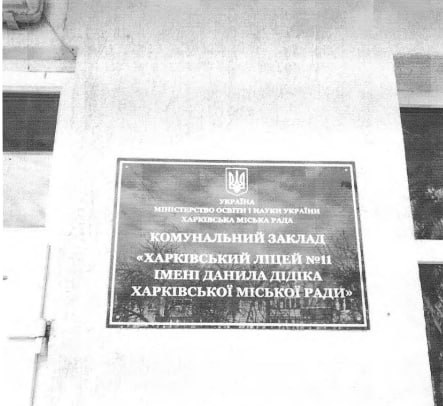 УКРАЇНА
МІНІСТЕРСТВО ОСВІТИ І НАУКИ УКРАЇНИ
ХАРКІВСЬКА МІСЬКА РАДА
КОМУНАЛЬНИЙ ЗАКЛАД
«ХАРКІВСЬКИЙ ЛІЦЕЙ №11
ІМЕНІ ДАНИЛА ДІДІКА
ХАРКІВСЬКОЇ МІСЬКОЇ РАДИ»